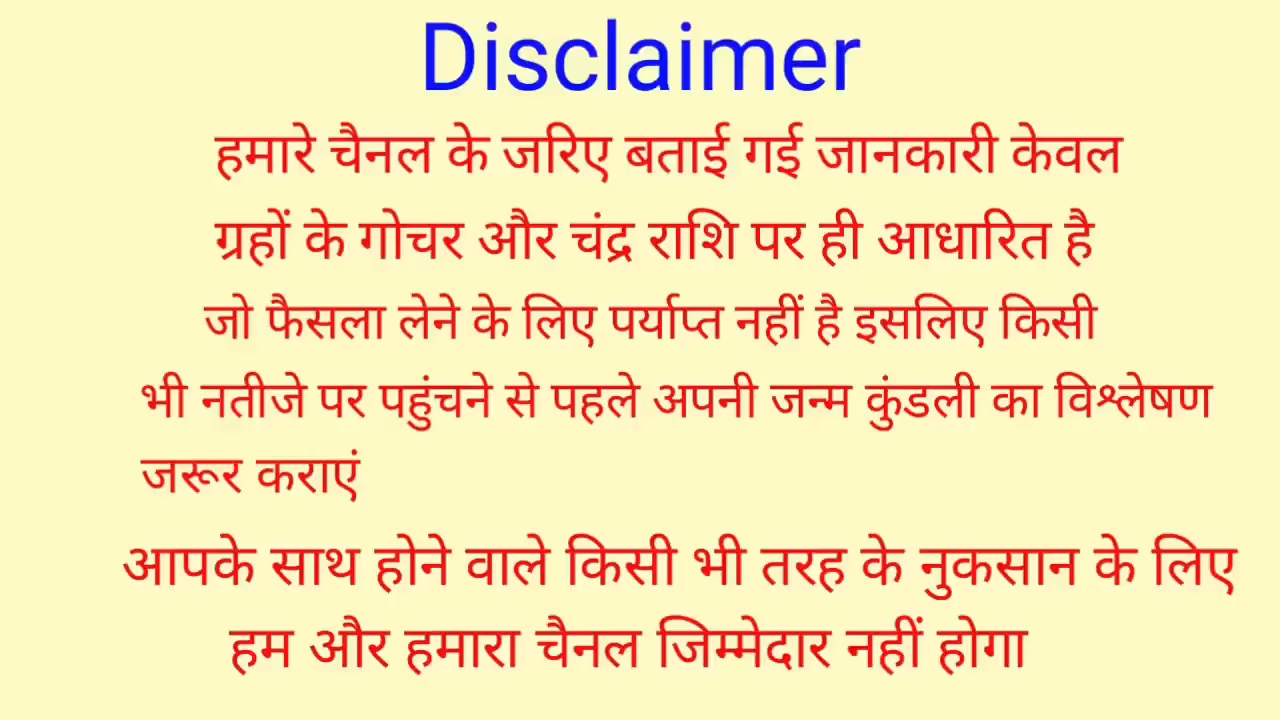 Disclaimer
हमारे चैनल के जरिए बताई गई जानकारी केवल
ग्रहों के गोचर और चंद्र राशि पर ही आधारित है
जो फैसला लेने के लिए पर्याप्त नहीं है इसलिए किसी
भी नतीजे पर पहुंचने से पहले अपनी जन्म कुंडली का विश्लेषण
जरूर कराएं
आपके साथ होने वाले किसी भी तरह के नुकसान के लिए
हम और हमारा चैनल जिम्मेदार नहीं होगा